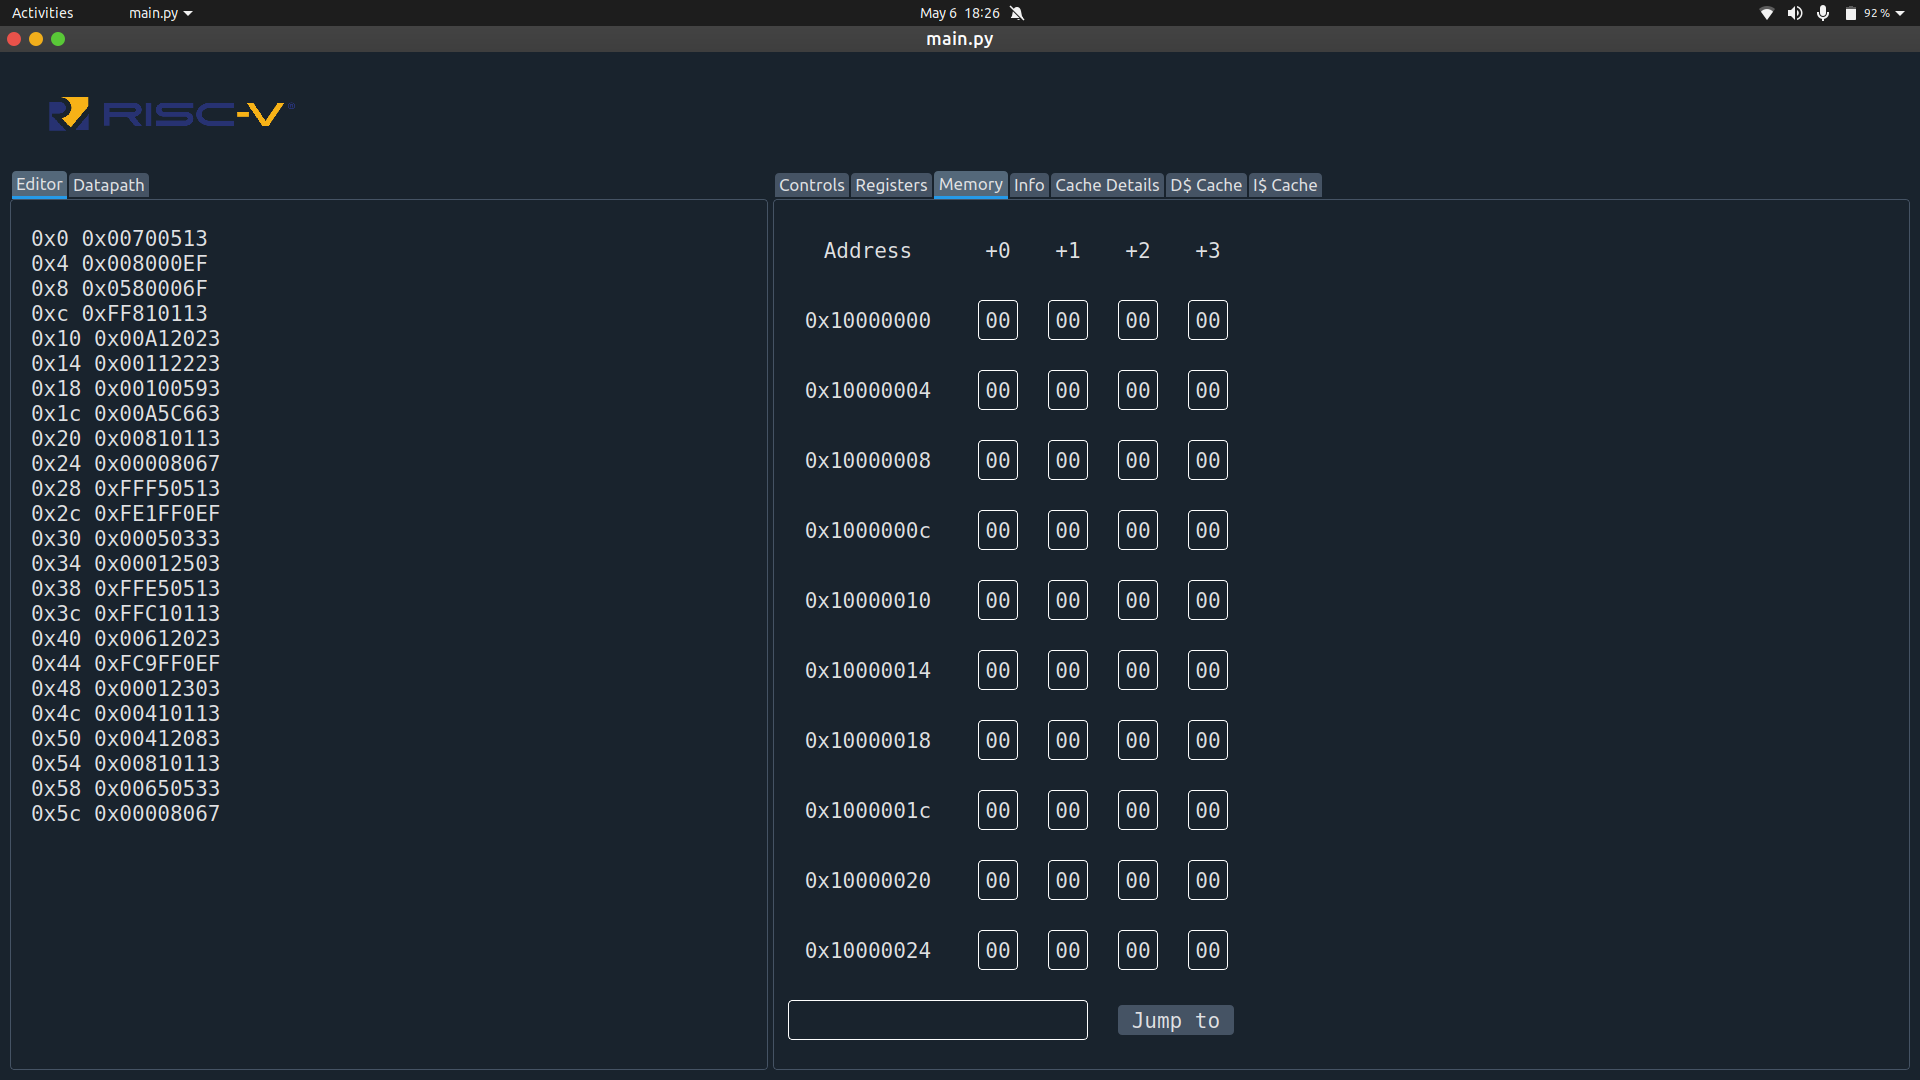 Activities main.py May 6 18:26 92 %
main.py
RISC-V®
Editor Datapath
0x0 0x00700513
0x4 0x008000EF
0x8 0x0580006F
0xc 0xFF810113
0x10 0x00A12023
0x14 0x00112223
0x18 0x00100593
0x1c 0x00A5C663
0x20 0x00810113
0x24 0x00008067
0x28 0xFFF50513
0x2c 0xFE1FF0EF
0x30 0x00050333
0x34 0x00012503
0x38 0xFFE50513
0x3c 0xFFC10113
0x40 0x00612023
0x44 0xFC9FF0EF
0x48 0x00012303
0x4c 0x00410113
0x50 0x00412083
0x54 0x00810113
0x58 0x00650533
0x5c 0x00008067
Controls Registers Memory Info Cache Details D$ Cache I$ Cache
Address +0 +1 +2 +3
0x10000000 00 00 00 00
0x10000004 00 00 00 00
0x10000008 00 00 00 00
0x1000000c 00 00 00 00
0x10000010 00 00 00 00
0x10000014 00 00 00 00
0x10000018 00 00 00 00
0x1000001c 00 00 00 00
0x10000020 00 00 00 00
0x10000024 00 00 00 00
Jump to